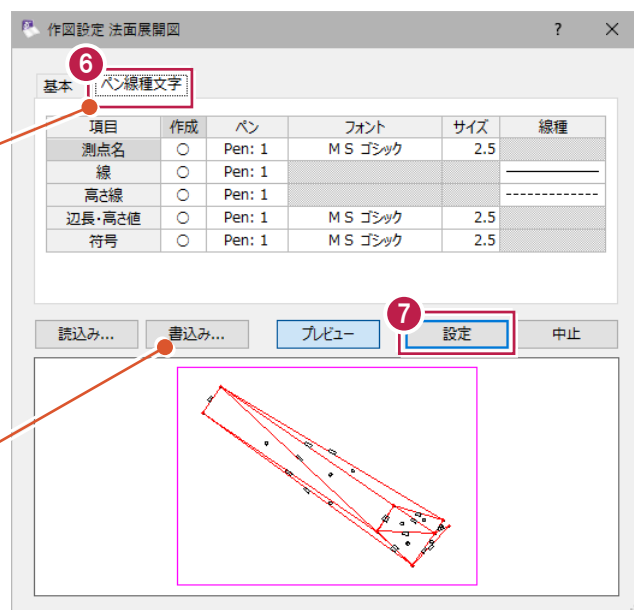 作図設定 法面展開図 ? ×
6
基本 ペン線種文字
項目 作成 ペン フォント サイズ 線種
測点名 ○ Pen: 1 ＭＳ ゴシック 2.5
線 ○ Pen: 1
高さ線 ○ Pen: 1
辺長・高さ値 ○ Pen: 1 ＭＳ ゴシック 2.5
符号 ○ Pen: 1 ＭＳ ゴシック 2.5
7
読込み... 書込み... プレビュー 設定 中止